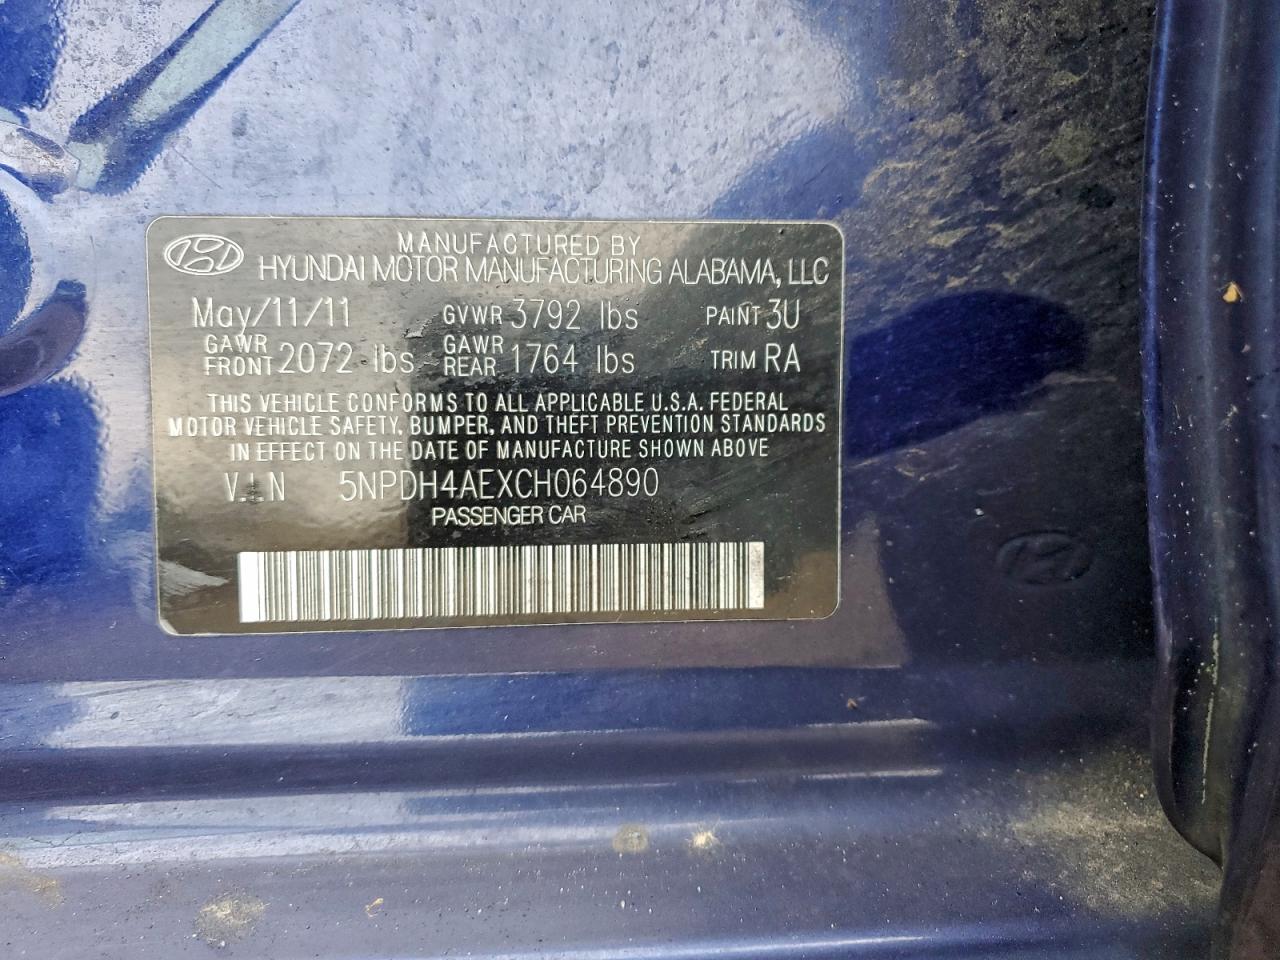 MANUFACTURED BY
HYUNDAI MOTOR MANUFACTURING ALABAMA, LLC
May/11/11 GVWR 3792 lbs PAINT 3U
GAWR FRONT 2072 lbs GAWR REAR 1764 lbs TRIM RA
THIS VEHICLE CONFORMS TO ALL APPLICABLE U.S.A. FEDERAL
MOTOR VEHICLE SAFETY, BUMPER, AND THEFT PREVENTION STANDARDS
IN EFFECT ON THE DATE OF MANUFACTURE SHOWN ABOVE
V.I.N 5NPDH4AEXCH064890
PASSENGER CAR